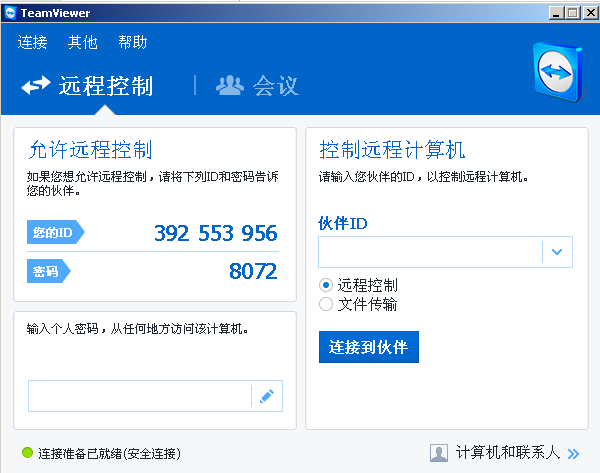 TeamViewer
连接 其他 帮助
远程控制 会议
允许远程控制
如果您想允许远程控制，请将下列ID和密码告诉
您的伙伴。
您的ID 392 553 956
密码 8072
输入个人密码，从任何地方访问该计算机。
控制远程计算机
请输入您伙伴的ID，以控制远程计算机。
伙伴ID
远程控制
文件传输
连接到伙伴
连接准备已就绪(安全连接)
计算机和联系人